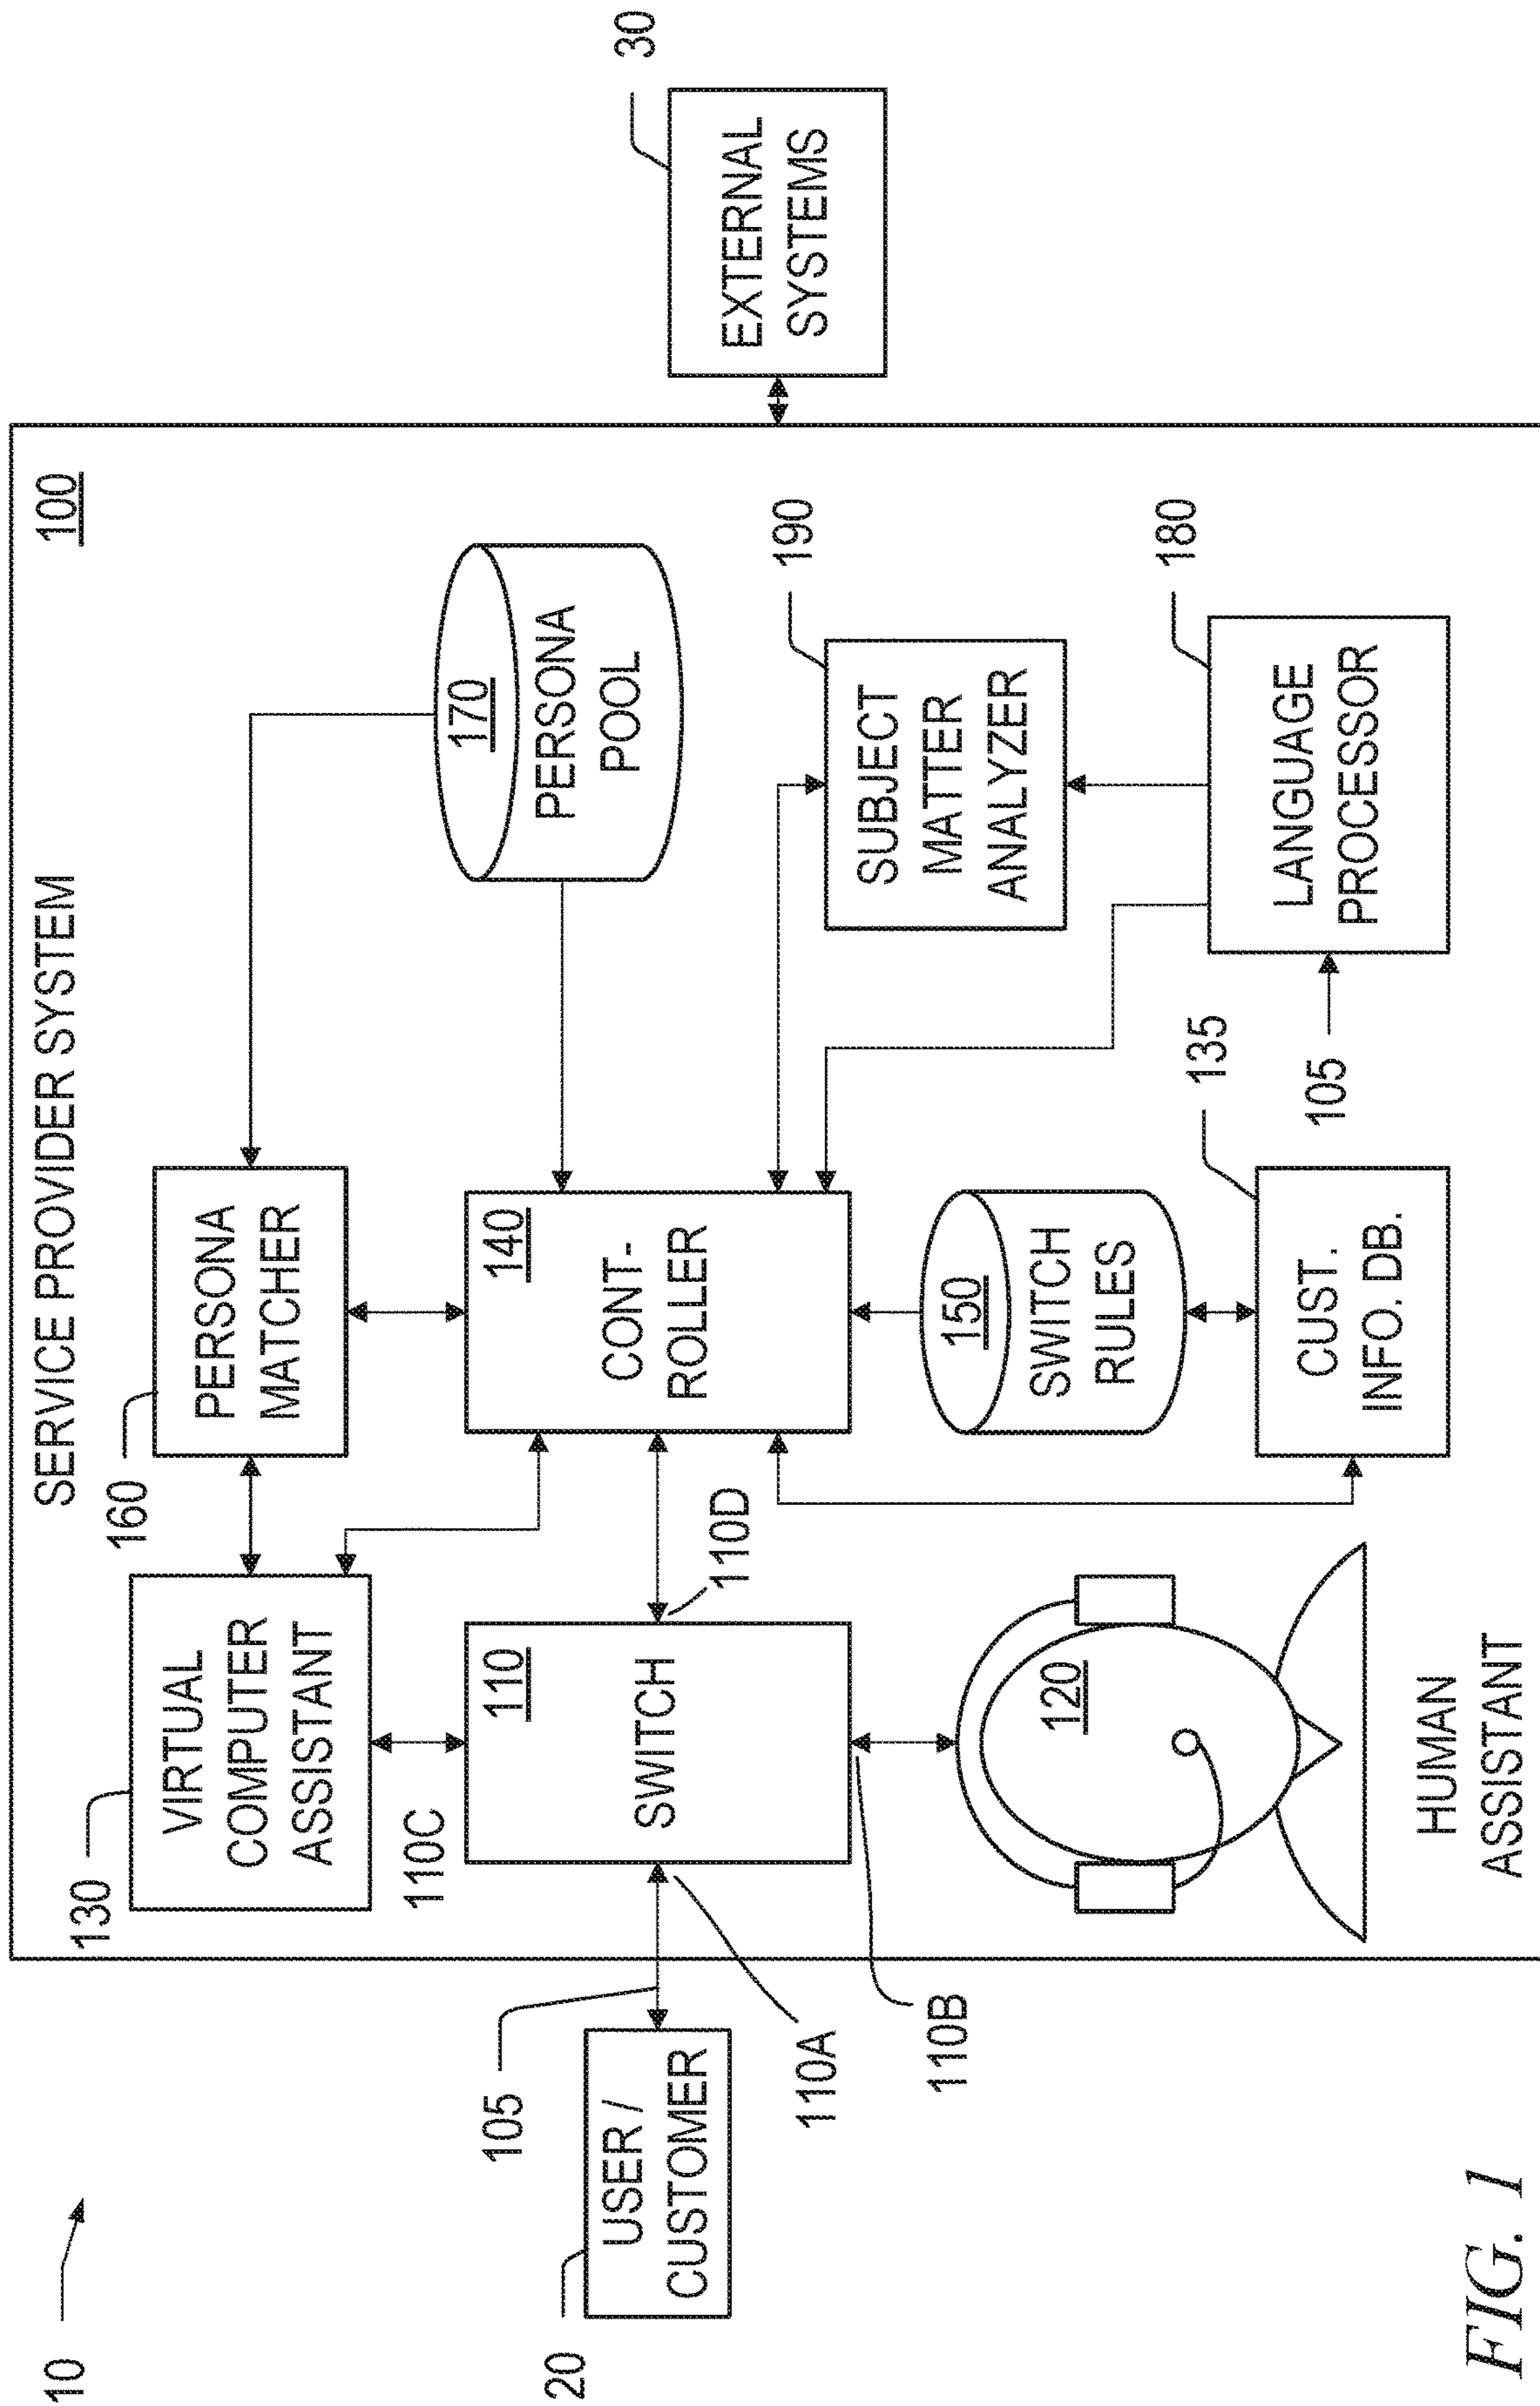 10
SERVICE PROVIDER SYSTEM
100
130
VIRTUAL
COMPUTER
ASSISTANT
160
PERSONA
MATCHER
110C
110
SWITCH
110D
140
CONT-
ROLLER
170
PERSONA
POOL
20
USER /
CUSTOMER
105
110A
110B
30
EXTERNAL
SYSTEMS
190
SUBJECT
MATTER
ANALYZER
150
SWITCH
RULES
120
HUMAN
ASSISTANT
135
CUST.
INFO. DB.
105
180
LANGUAGE
PROCESSOR
FIG. 1